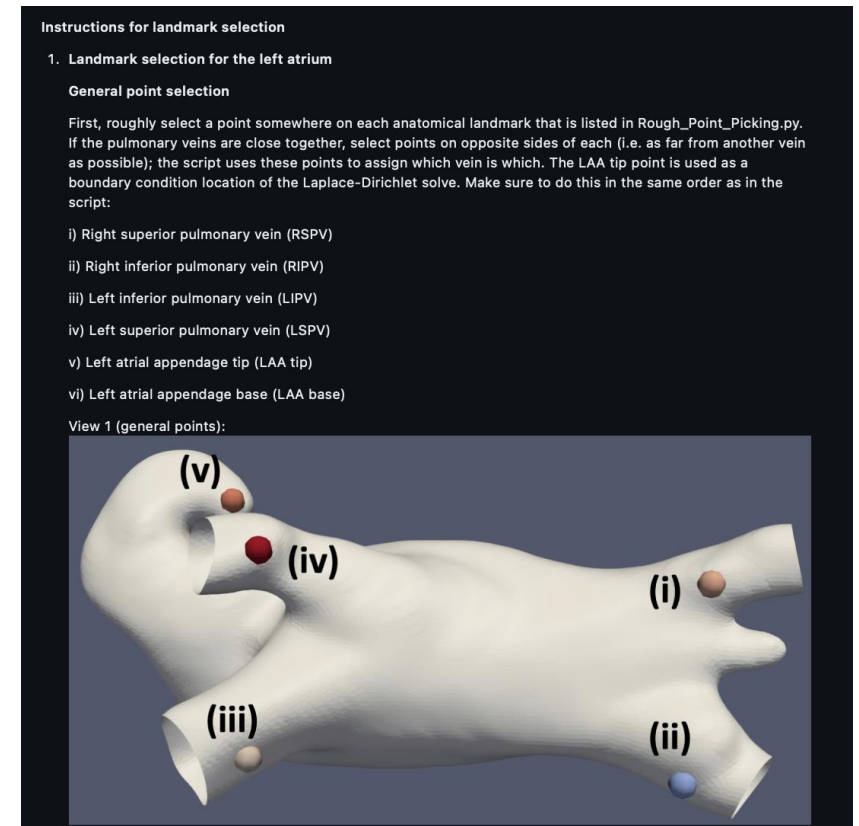 Instructions for landmark selection
1. Landmark selection for the left atrium
General point selection
First, roughly select a point somewhere on each anatomical landmark that is listed in Rough_Point_Picking.py.
If the pulmonary veins are close together, select points on opposite sides of each (i.e. as far from another vein
as possible); the script uses these points to assign which vein is which. The LAA tip point is used as a
boundary condition location of the Laplace-Dirichlet solve. Make sure to do this in the same order as in the
script:
i) Right superior pulmonary vein (RSPV)
ii) Right inferior pulmonary vein (RIPV)
iii) Left inferior pulmonary vein (LIPV)
iv) Left superior pulmonary vein (LSPV)
v) Left atrial appendage tip (LAA tip)
vi) Left atrial appendage base (LAA base)
View 1 (general points):
(v)
(iv)
(i)
(iii)
(ii)